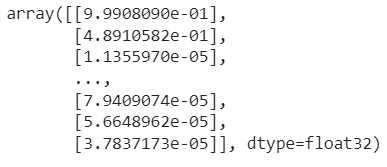 array([[9.9908090e-01],
[4.8910582e-01],
[1.1355970e-05],
...,
[7.9409074e-05],
[5.6648962e-05],
[3.7837173e-05]], dtype=float32)